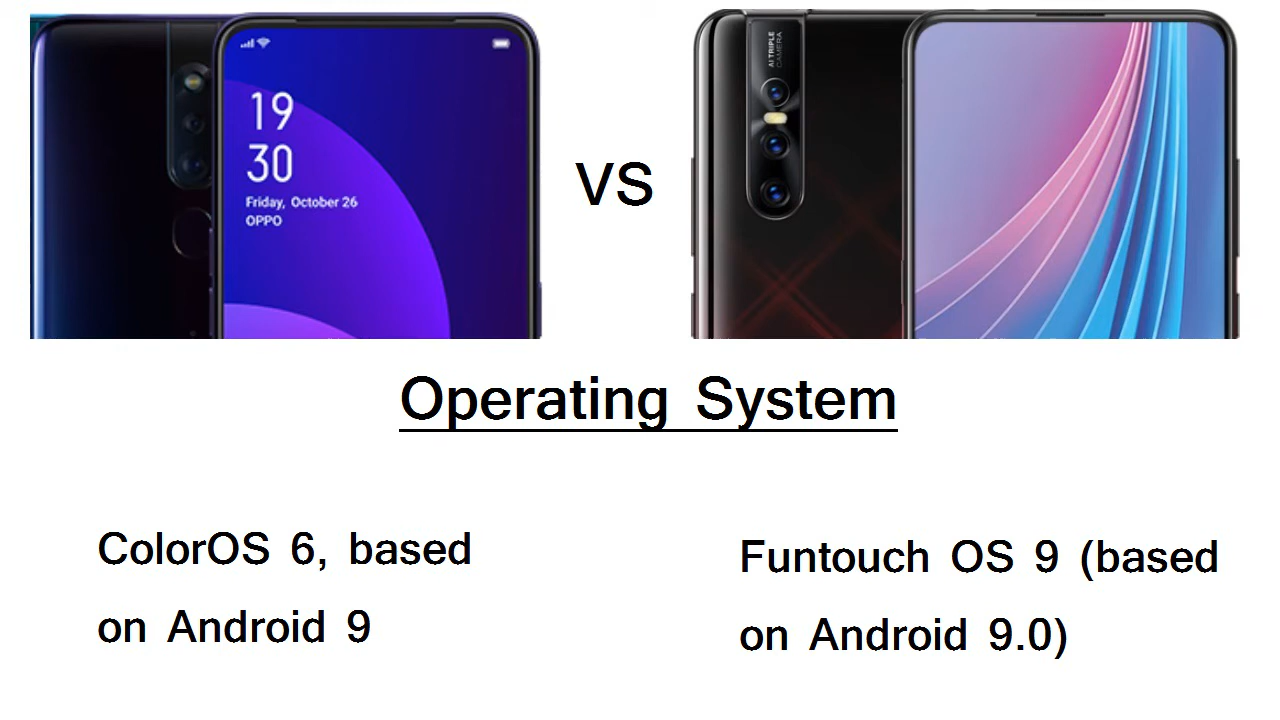 19
30
Friday, October 26
OPPO
AI TRIPLE
CAMERA
VS
Operating System
ColorOS 6, based
on Android 9
Funtouch OS 9 (based
on Android 9.0)